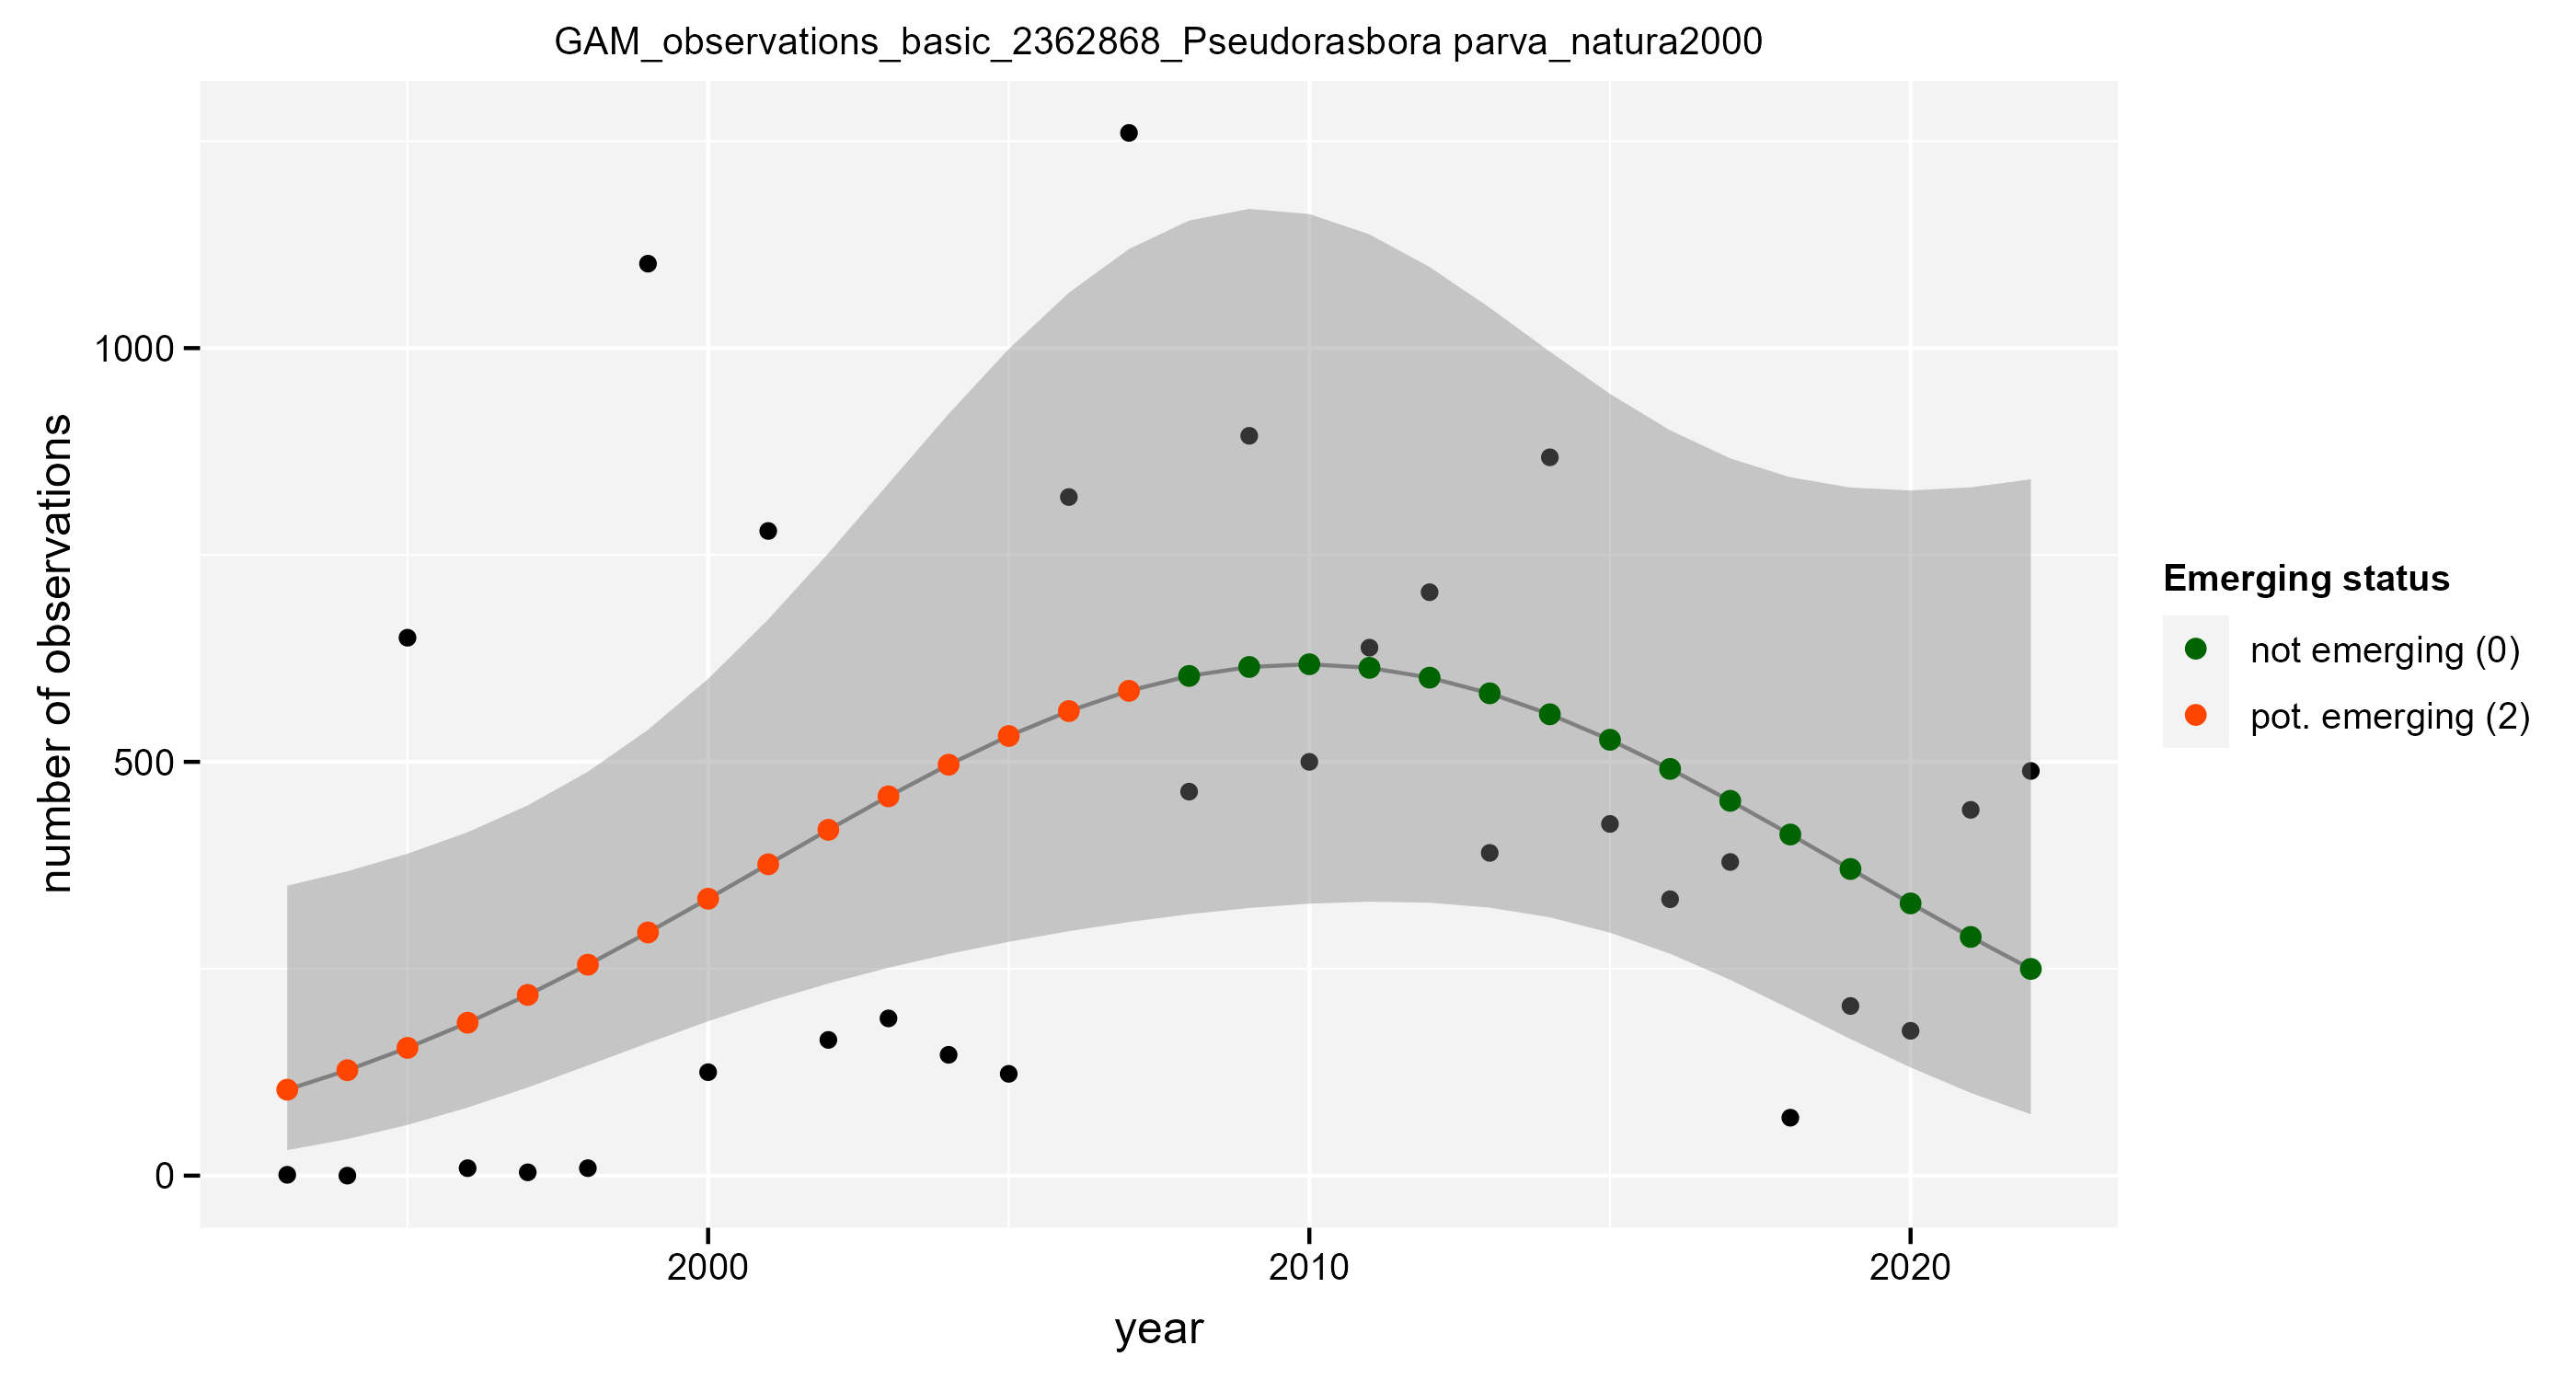 GAM_observations_basic_2362868_Pseudorasbora parva_natura2000
number of observations
1000
500
0
2000
2010
2020
year
Emerging status
not emerging (0)
pot. emerging (2)